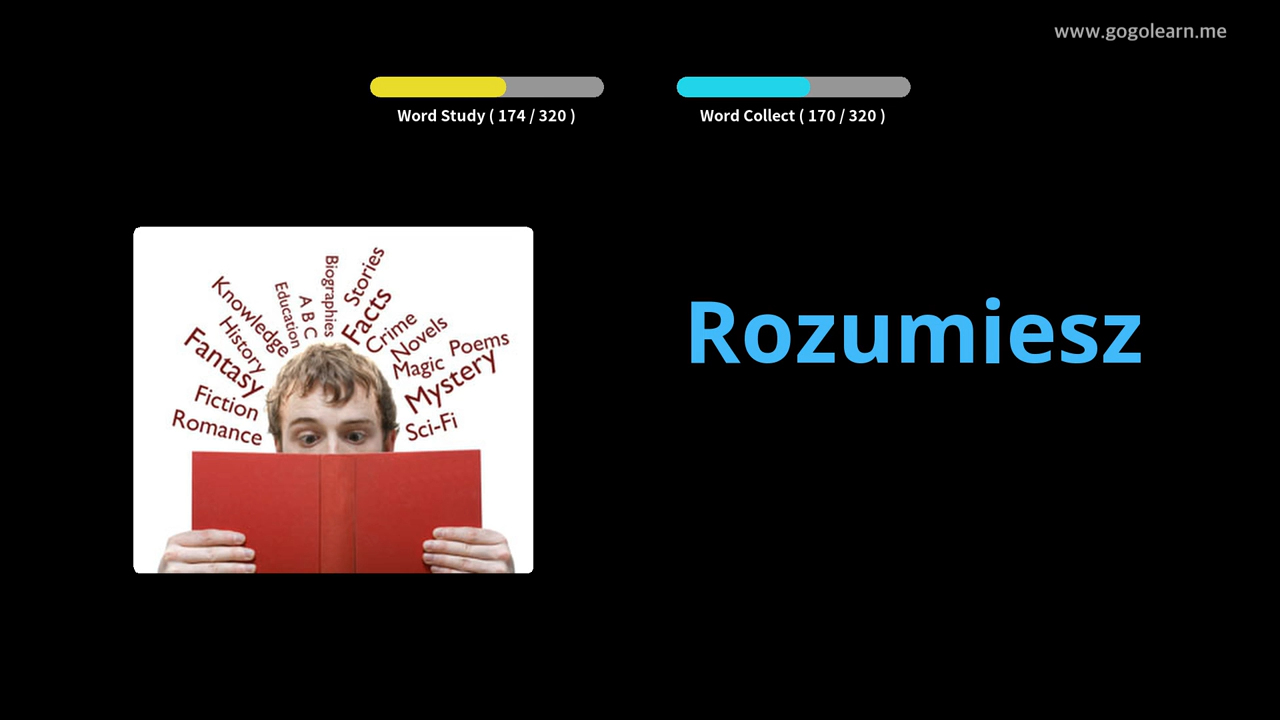 www.gogolearn.me
Word Study ( 174 / 320 )
Word Collect ( 170 / 320 )
Rozumiesz
Knowledge
Education
A B C
Biographies
Stories
Facts
Crime
Novels
Poems
History
Fantasy
Magic
Mystery
Fiction
Romance
Sci-Fi